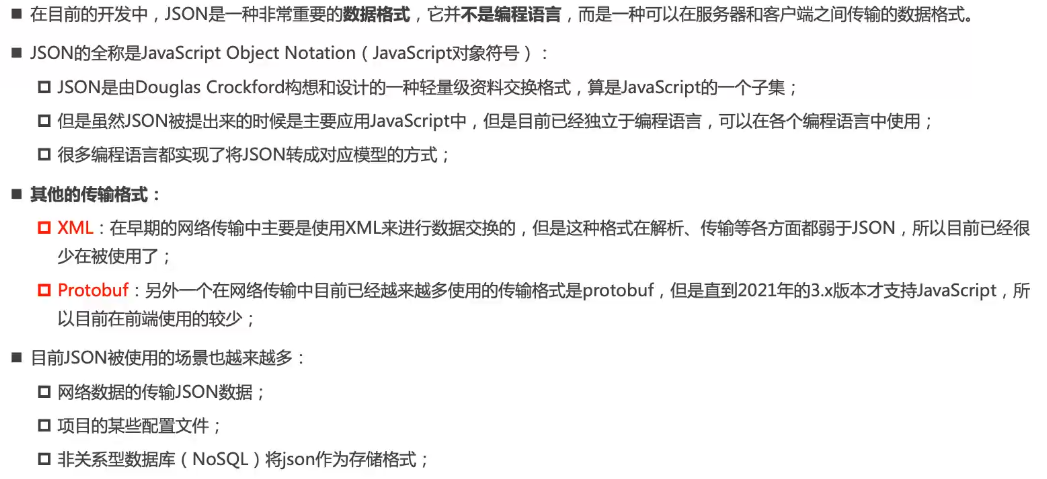 ■ 在目前的开发中，JSON是一种非常重要的数据格式，它并不是编程语言，而是一种可以在服务器和客户端之间传输的数据格式。
■ JSON的全称是JavaScript Object Notation（JavaScript对象符号）：
□ JSON是由Douglas Crockford构想和设计的一种轻量级资料交换格式，算是JavaScript的一个子集；
□ 但是虽然JSON被提出来的时候是主要应用JavaScript中，但是目前已经独立于编程语言，可以在各个编程语言中使用；
□ 很多编程语言都实现了将JSON转成对应模型的方式；
■ 其他的传输格式：
□ XML：在早期的网络传输中主要是使用XML来进行数据交换的，但是这种格式在解析、传输等各方面都弱于JSON，所以目前已经很
少在被使用了；
□ Protobuf：另外一个在网络传输中目前已经越来越多使用的传输格式是protobuf，但是直到2021年的3.x版本才支持JavaScript，所
以目前在前端使用的较少；
■ 目前JSON被使用的场景也越来越多：
□ 网络数据的传输JSON数据；
□ 项目的某些配置文件；
□ 非关系型数据库（NoSQL）将json作为存储格式；